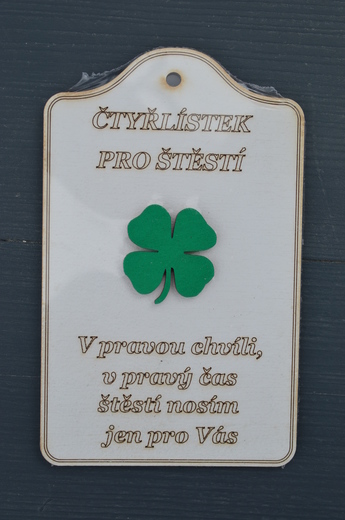 ČTYŘLÍSTEK
PRO ŠTĚSTÍ
V pravou chvíli,
v pravý čas
štěstí nosím
jen pro Vás